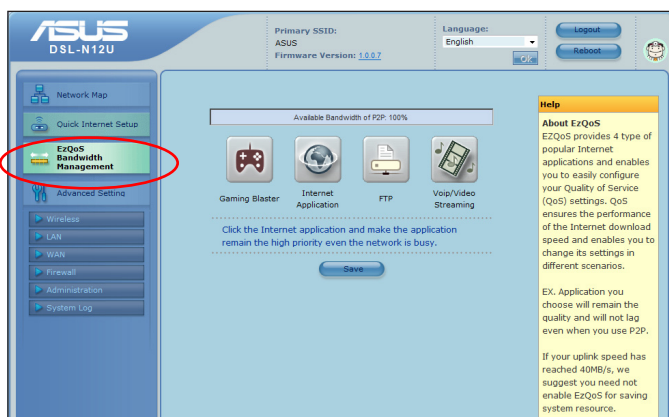 ASUS
DSL-N12U
Primary SSID:
ASUS
Firmware Version: 1.0.0.7
Language:
English
OK
Logout
Reboot
Network Map
Quick Internet Setup
EzQoS
Bandwidth
Management
Advanced Setting
Wireless
LAN
WAN
Firewall
Administration
System Log
Available Bandwidth of P2P: 100%
Gaming Blaster
Internet
Application
FTP
Voip/Video
Streaming
Click the Internet application and make the application
remain the high priority even the network is busy.
Save
Help
About EzQoS
EZQoS provides 4 type of
popular Internet
applications and enables
you to easily configure
your Quality of Service
(QoS) settings. QoS
ensures the performance
of the Internet download
speed and enables you to
change its settings in
different scenarios.
EX. Application you
choose will remain the
quality and will not lag
even when you use P2P.
If your uplink speed has
reached 40MB/s, we
suggest you need not
enable EzQoS for saving
system resource.